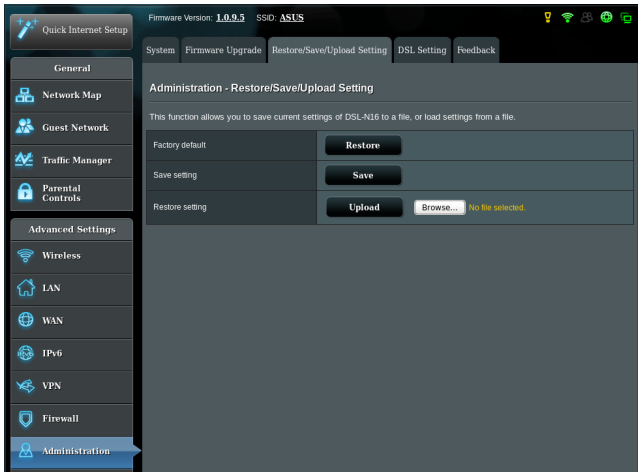 Quick Internet Setup
Firmware Version: 1.0.9.5 SSID: ASUS
System Firmware Upgrade Restore/Save/Upload Setting DSL Setting Feedback
General
Network Map
Guest Network
Traffic Manager
Parental
Controls
Advanced Settings
Wireless
LAN
WAN
IPv6
IPv6
VPN
Firewall
Administration
Administration - Restore/Save/Upload Setting
This function allows you to save current settings of DSL-N16 to a file, or load settings from a file.
Factory default Restore
Save setting Save
Restore setting Upload Browse... No file selected.